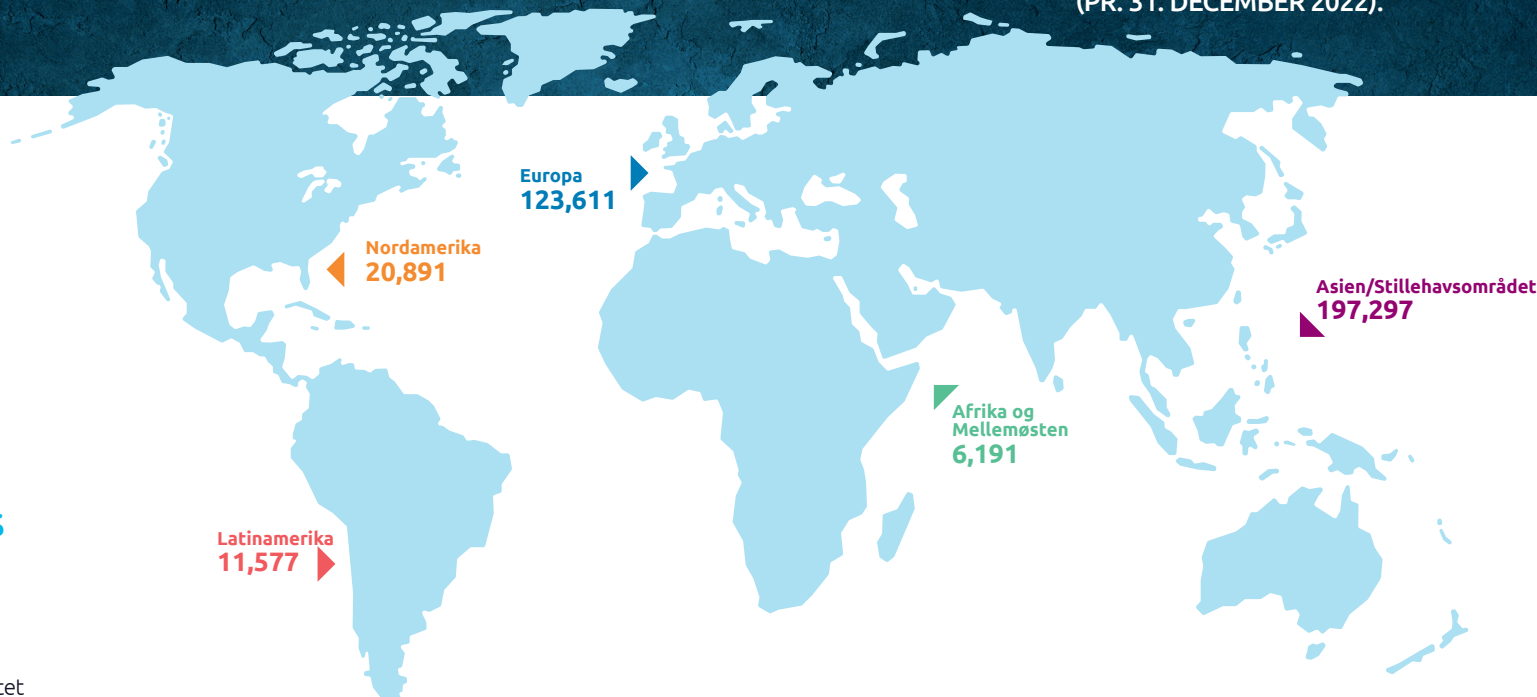 (PR. 31. DECEMBER 2022).
Europa
123,611
Nordamerika
20,891
Asien/Stillehavsområdet
197,297
Afrika og
Mellemøsten
6,191
Latinamerika
11,577